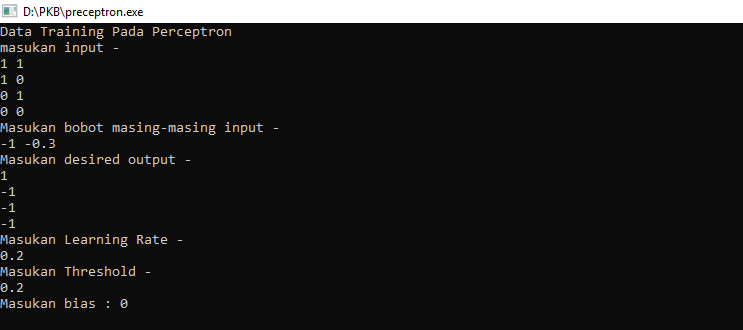 D:\PKB\preceptron.exe
Data Training Pada Perceptron
masukan input -
1 1
1 0
0 1
0 0
Masukan bobot masing-masing input -
-1 -0.3
Masukan desired output -
1
-1
-1
-1
Masukan Learning Rate -
0.2
Masukan Threshold -
0.2
Masukan bias : 0